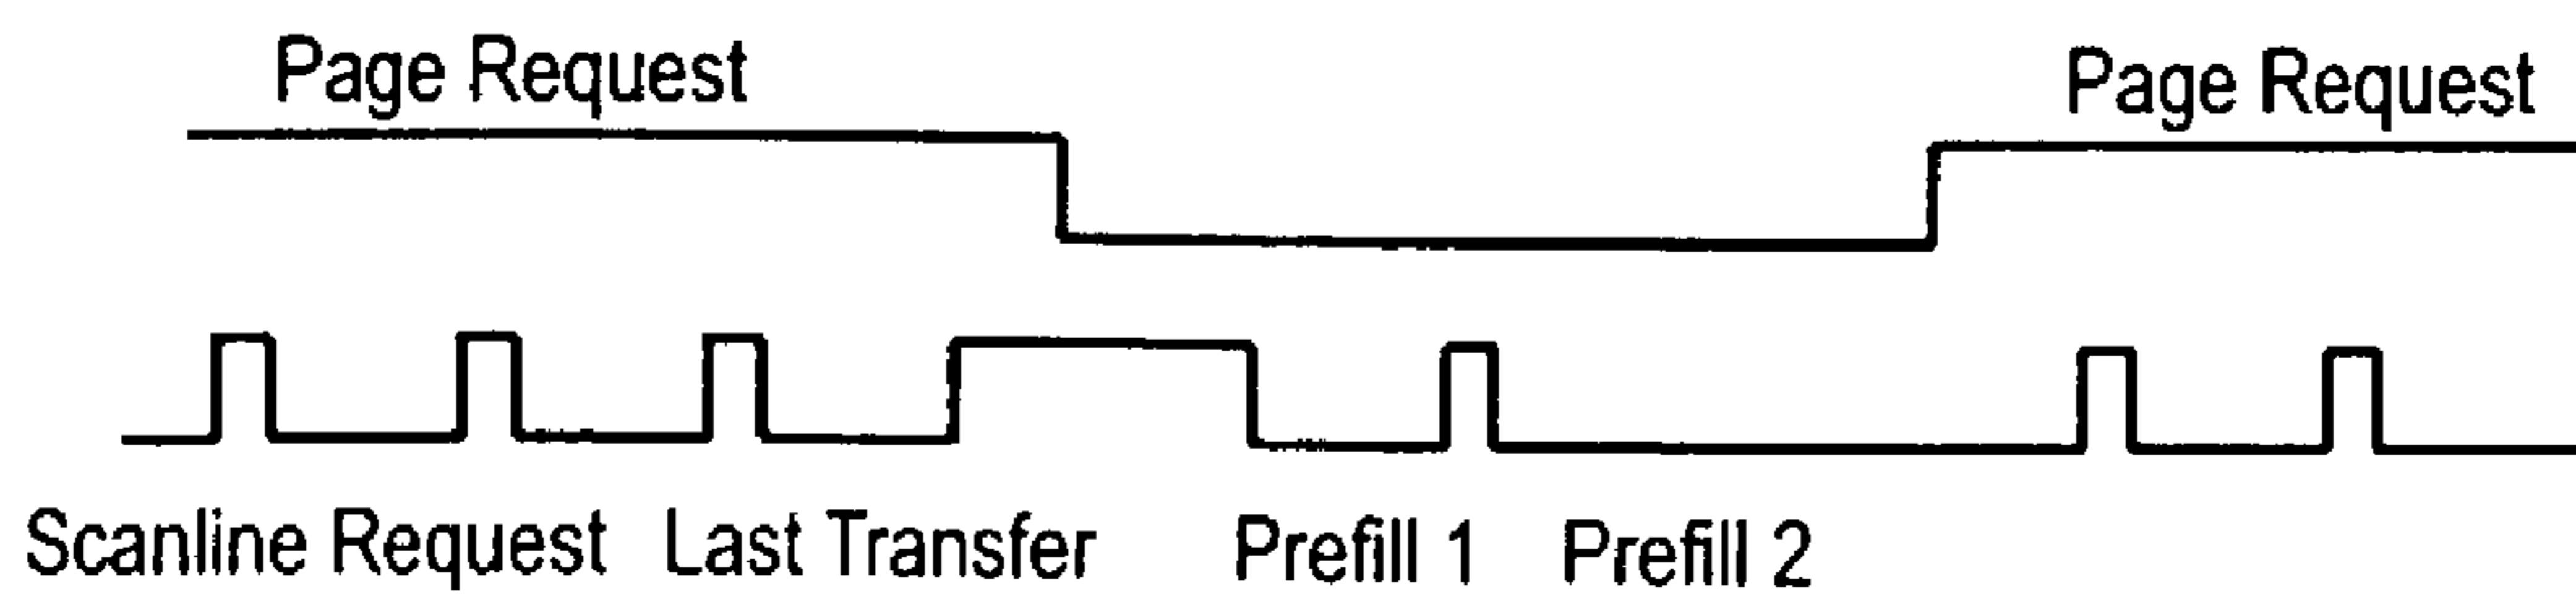 Page Request
Page Request
Scanline Request
Last Transfer
Prefill 1
Prefill 2